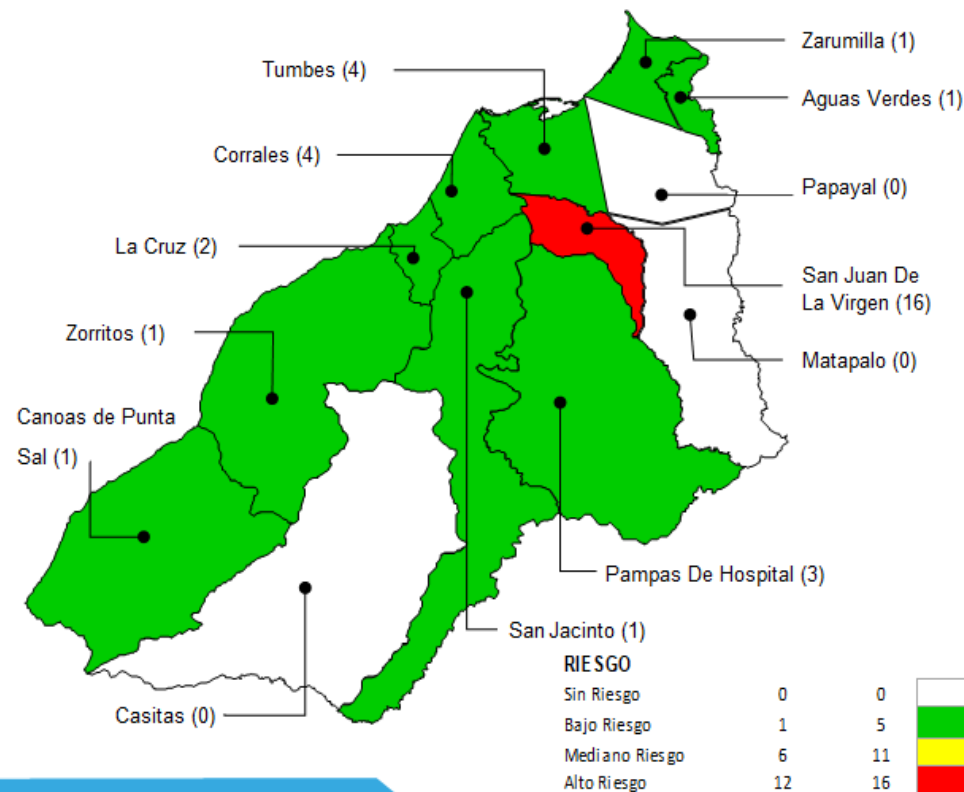 Zarumilla (1)
Tumbes (4)
Aguas Verdes (1)
Corrales (4)
Papayal (0)
La Cruz (2)
San Juan De
La Virgen (16)
Zorritos (1)
Matapalo (0)
Canoas de Punta
Sal (1)
Pampas De Hospital (3)
San Jacinto (1)
Casitas (0)
RIESGO
Sin Riesgo 0 0
Bajo Riesgo 1 5
Mediano Riesgo 6 11
Alto Riesgo 12 16